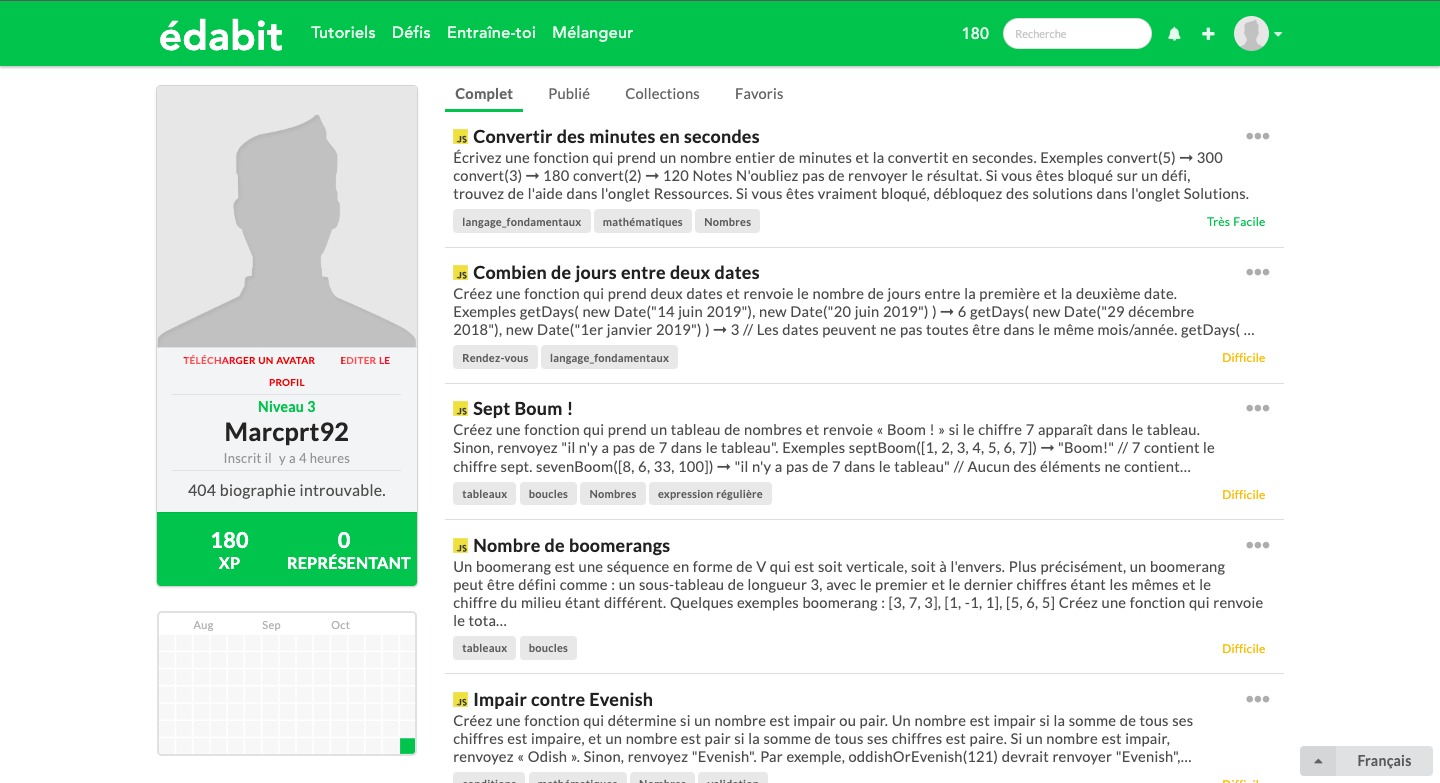 édabit Tutoriels Défis Entraîne-toi Mélangeur 180 Recherche
Complet Publié Collections Favoris
TÉLÉCHARGER UN AVATAR EDITER LE
PROFIL
Niveau 3
Marcprt92
Inscrit il y a 4 heures
404 biographie introuvable.
180 0
XP REPRÉSENTANT
Aug Sep Oct
JS Convertir des minutes en secondes
Écrivez une fonction qui prend un nombre entier de minutes et la convertit en secondes. Exemples convert(5) ➞ 300
convert(3) ➞ 180 convert(2) ➞ 120 Notes N'oubliez pas de renvoyer le résultat. Si vous êtes bloqué sur un défi,
trouvez de l'aide dans l'onglet Ressources. Si vous êtes vraiment bloqué, débloquez des solutions dans l'onglet Solutions.
langage_fondamentaux mathématiques Nombres Très Facile
JS Combien de jours entre deux dates
Créez une fonction qui prend deux dates et renvoie le nombre de jours entre la première et la deuxième date.
Exemples getDays( new Date("14 juin 2019"), new Date("20 juin 2019") ) ➞ 6 getDays( new Date("29 décembre
2018"), new Date("1er janvier 2019") ) ➞ 3 // Les dates peuvent ne pas toutes être dans le même mois/année. getDays( ...
Rendez-vous langage_fondamentaux Difficile
JS Sept Boum !
Créez une fonction qui prend un tableau de nombres et renvoie « Boom ! » si le chiffre 7 apparaît dans le tableau.
Sinon, renvoyez "il n'y a pas de 7 dans le tableau". Exemples septBoom([1, 2, 3, 4, 5, 6, 7]) ➞ "Boom!" // 7 contient le
chiffre sept. sevenBoom([8, 6, 33, 100]) ➞ "il n'y a pas de 7 dans le tableau" // Aucun des éléments ne contient...
tableaux boucles Nombres expression régulière Difficile
JS Nombre de boomerangs
Un boomerang est une séquence en forme de V qui est soit verticale, soit à l'envers. Plus précisément, un boomerang
peut être défini comme : un sous-tableau de longueur 3, avec le premier et le dernier chiffres étant les mêmes et le
chiffre du milieu étant différent. Quelques exemples boomerang : [3, 7, 3], [1, -1, 1], [5, 6, 5] Créez une fonction qui renvoie
le tota...
tableaux boucles Difficile
JS Impair contre Evenish
Créez une fonction qui détermine si un nombre est impair ou pair. Un nombre est impair si la somme de tous ses
chiffres est impaire, et un nombre est pair si la somme de tous ses chiffres est paire. Si un nombre est impair,
renvoyez « Odish ». Sinon, renvoyez "Evenish". Par exemple, oddishOrEvenish(121) devrait renvoyer "Evenish",...
conditions mathématiques Nombres validation Difficile
Français